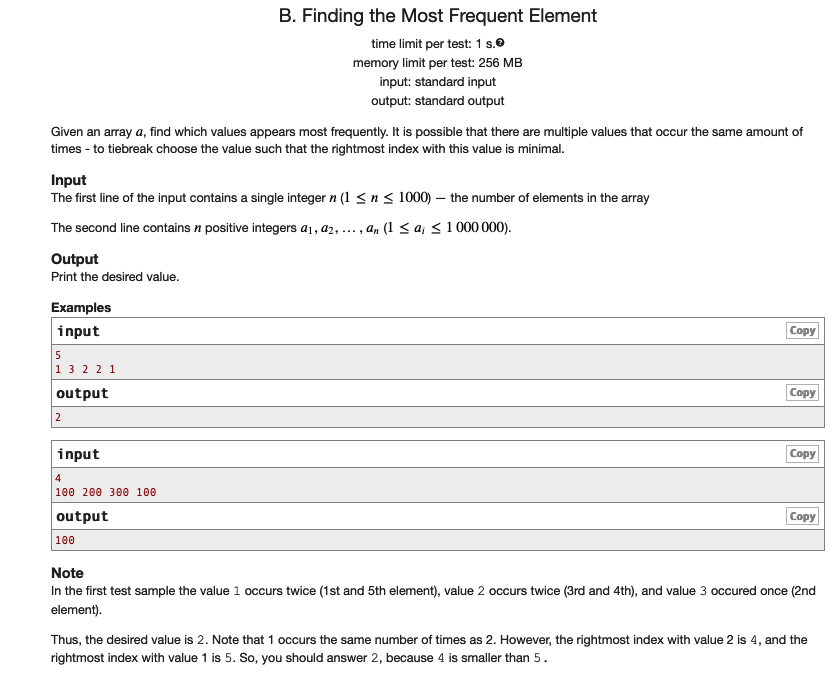 B. Finding the Most Frequent Element
time limit per test: 1 s.
memory limit per test: 256 MB
input: standard input
output: standard output
Given an array a, find which values appears most frequently. It is possible that there are multiple values that occur the same amount of
times - to tiebreak choose the value such that the rightmost index with this value is minimal.
Input
The first line of the input contains a single integer n (1 ≤ n ≤ 1000) — the number of elements in the array
The second line contains n positive integers a₁, a₂, …, aₙ (1 ≤ aᵢ ≤ 1 000 000).
Output
Print the desired value.
Examples
input Copy
5
1 3 2 2 1
output Copy
2
input Copy
4
100 200 300 100
output Copy
100
Note
In the first test sample the value 1 occurs twice (1st and 5th element), value 2 occurs twice (3rd and 4th), and value 3 occured once (2nd
element).
Thus, the desired value is 2. Note that 1 occurs the same number of times as 2. However, the rightmost index with value 2 is 4, and the
rightmost index with value 1 is 5. So, you should answer 2, because 4 is smaller than 5.